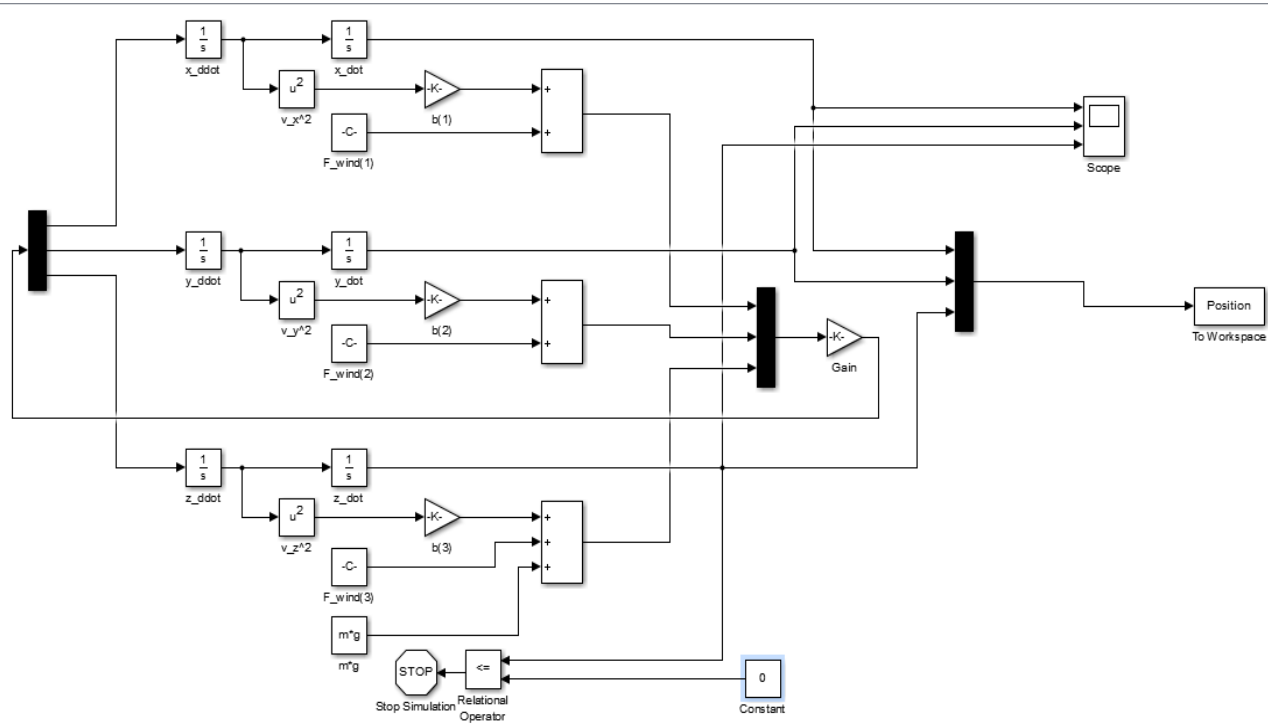 1
s
x_ddot
1
s
x_dot
u²
v_x^2
-K-
b(1)
+
+
-C-
F_wind(1)
Scope
1
s
y_ddot
1
s
y_dot
u²
v_y^2
-K-
b(2)
+
+
-C-
F_wind(2)
-K-
Gain
Position
To Workspace
1
s
z_ddot
1
s
z_dot
u²
v_z^2
-K-
b(3)
+
+
+
-C-
F_wind(3)
m*g
m*g
STOP
Stop Simulation
<=
Relational
Operator
0
Constant